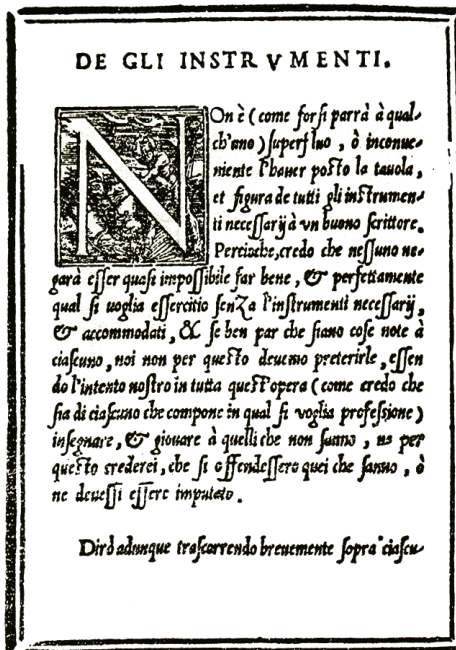 DE GLI INSTRVMENTI.
NOn è (come forsi parrà à qual-
ch'uno) superfluo, ò inconue-
niente l'hauer posto la tauola,
et figura de tutti gli instrumen-
ti necessarij à vn buono scrittore.
Percioche, credo che nessuno ne-
garà esser quasi impossibile far bene, & perfettamente
qual si uoglia essercitio senza l'instrumenti necessarij,
& accommodati, & se ben par che siano cose note à
ciascuno, noi non per questo deuemo preterirle, essen
do l'intento nostro in tutta quest'opera (come credo che
sia di ciascuno che compone in qual si voglia professione)
insegnare, & giouare à quelli che non sanno, ne per
questo crederei, che si offendessero quei che sanno, ò
ne deuessi essere imputato.
Dirò adunque trascorrendo breuemente sopra ciascu-